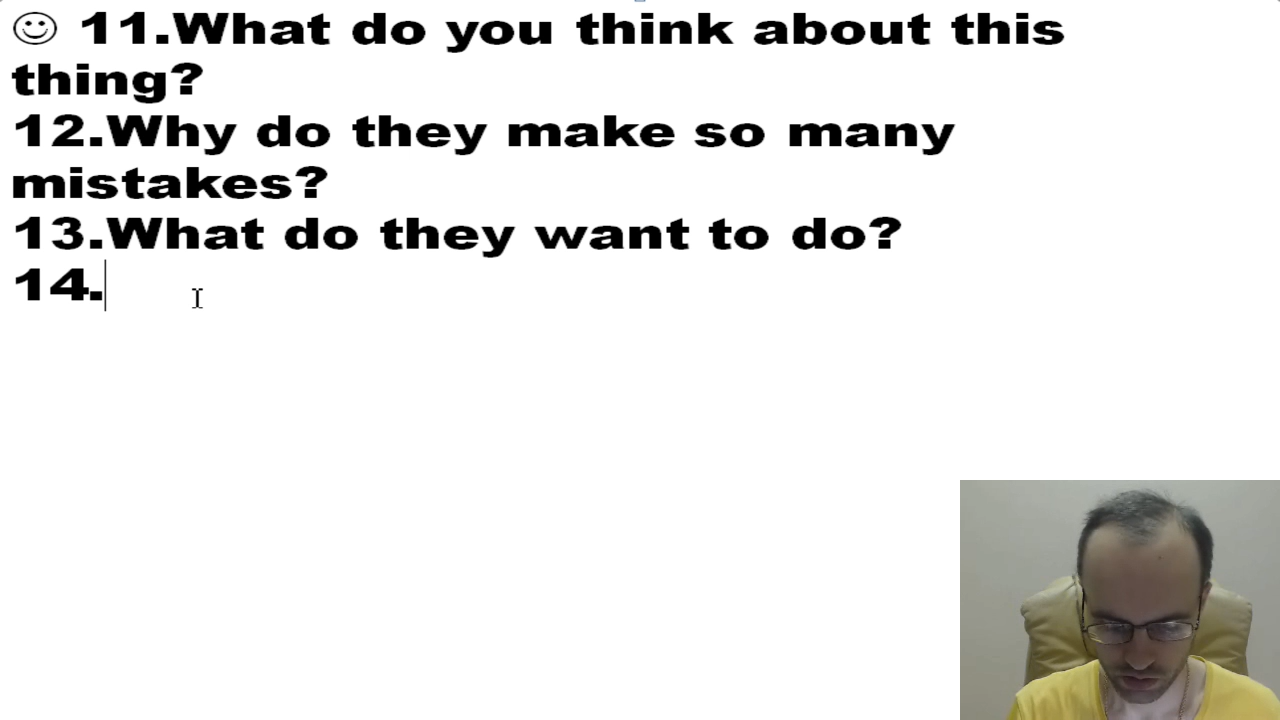 ☺ 11.What do you think about this
thing?
12.Why do they make so many
mistakes?
13.What do they want to do?
14.